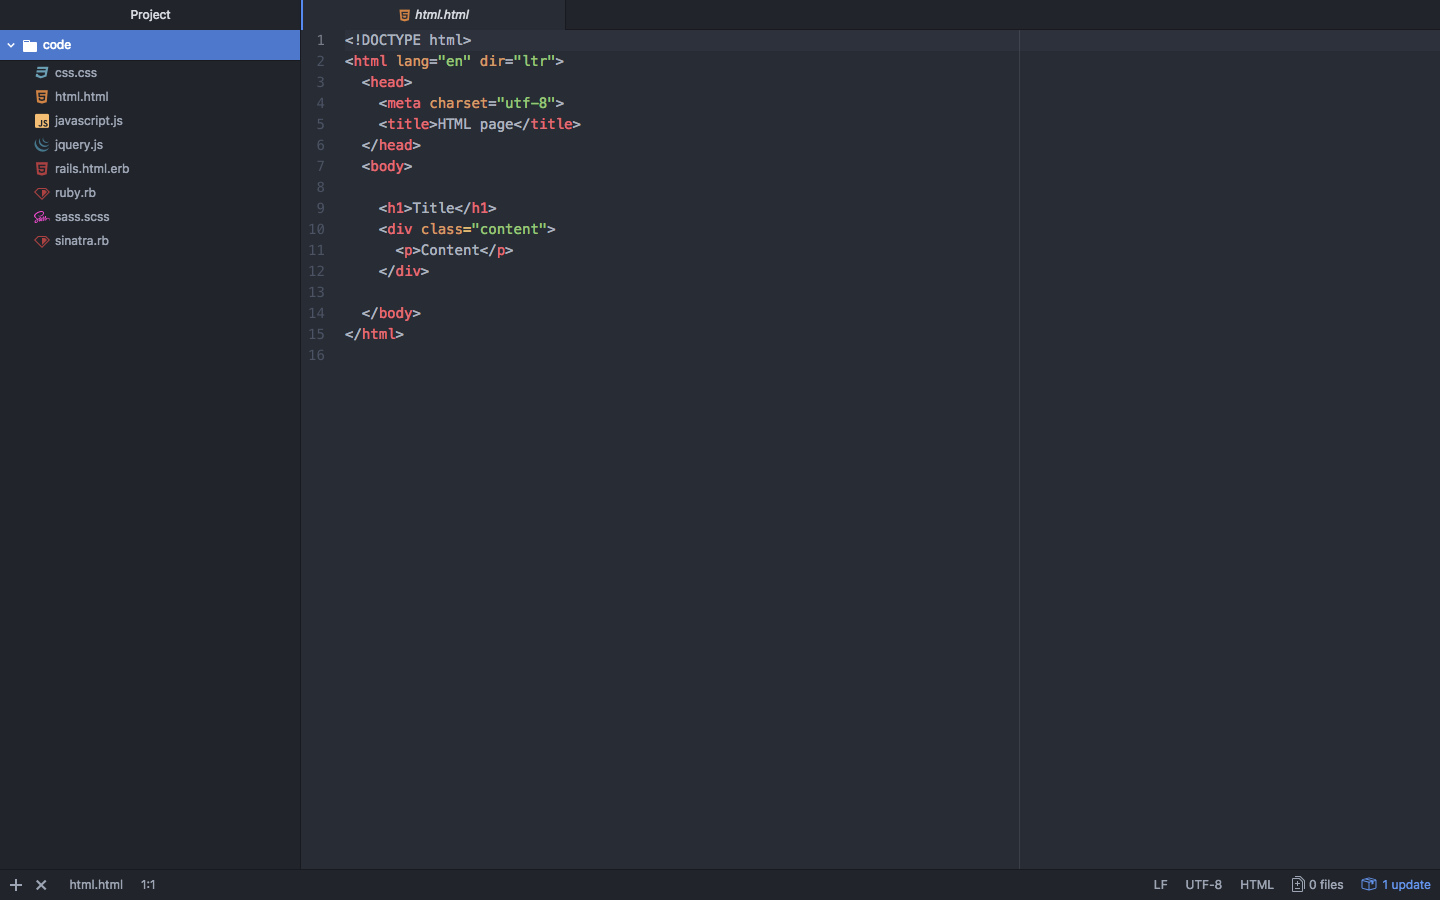 Project
code
css.css
html.html
javascript.js
jquery.js
rails.html.erb
ruby.rb
sass.scss
sinatra.rb
html.html
1 <!DOCTYPE html>
2 <html lang="en" dir="ltr">
3   <head>
4     <meta charset="utf-8">
5     <title>HTML page</title>
6   </head>
7   <body>
8
9     <h1>Title</h1>
10     <div class="content">
11       <p>Content</p>
12     </div>
13
14   </body>
15 </html>
16
html.html 1:1 LF UTF-8 HTML 0 files 1 update